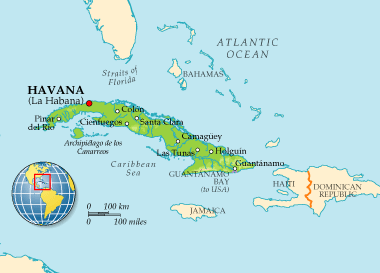 ATLANTIC
OCEAN
Straits of
Florida
BAHAMAS
HAVANA
(La Habana)
Pinar
del Río
Colón
Cienfuegos
Santa Clara
Archipiélago de los
Canarreos
Camagüey
Las Tunas
Holguín
Caribbean
Sea
Guantánamo
GUANTANAMO
BAY
(to USA)
HAITI
DOMINICAN
REPUBLIC
JAMAICA
0 100 km
0 100 miles